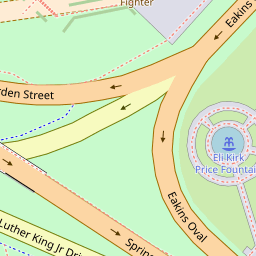 Fighter
Eakins
rden Street
Eli Kirk
Price Fountain
Eakins Oval
Luther King Jr Dri
Spring